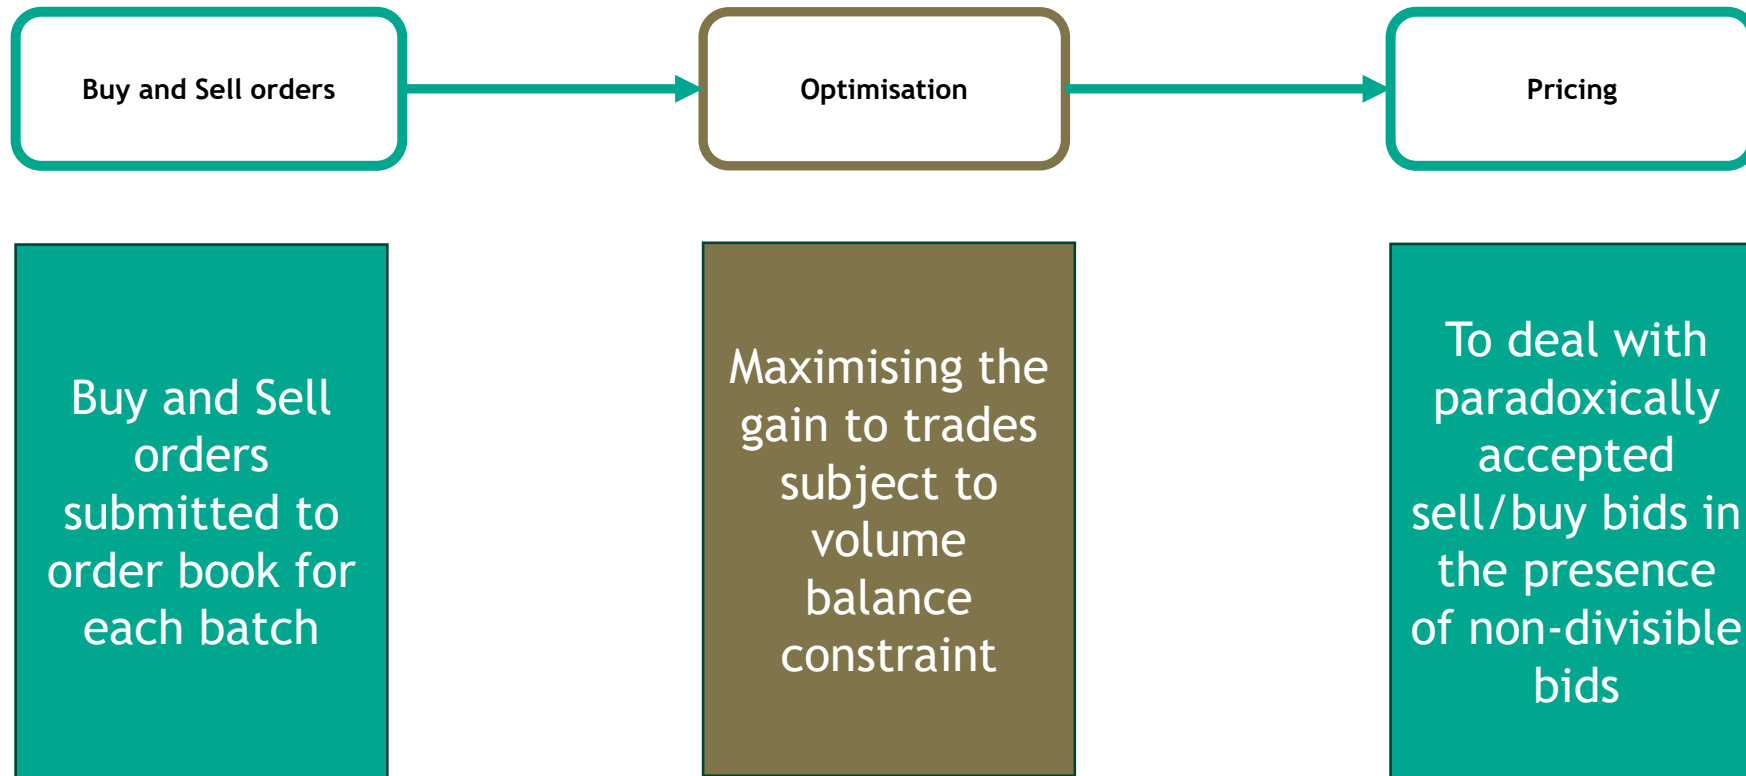 Buy and Sell orders
Optimisation
Pricing
Buy and Sell
orders
submitted to
order book for
each batch
Maximising the
gain to trades
subject to
volume
balance
constraint
To deal with
paradoxically
accepted
sell/buy bids in
the presence
of non-divisible
bids